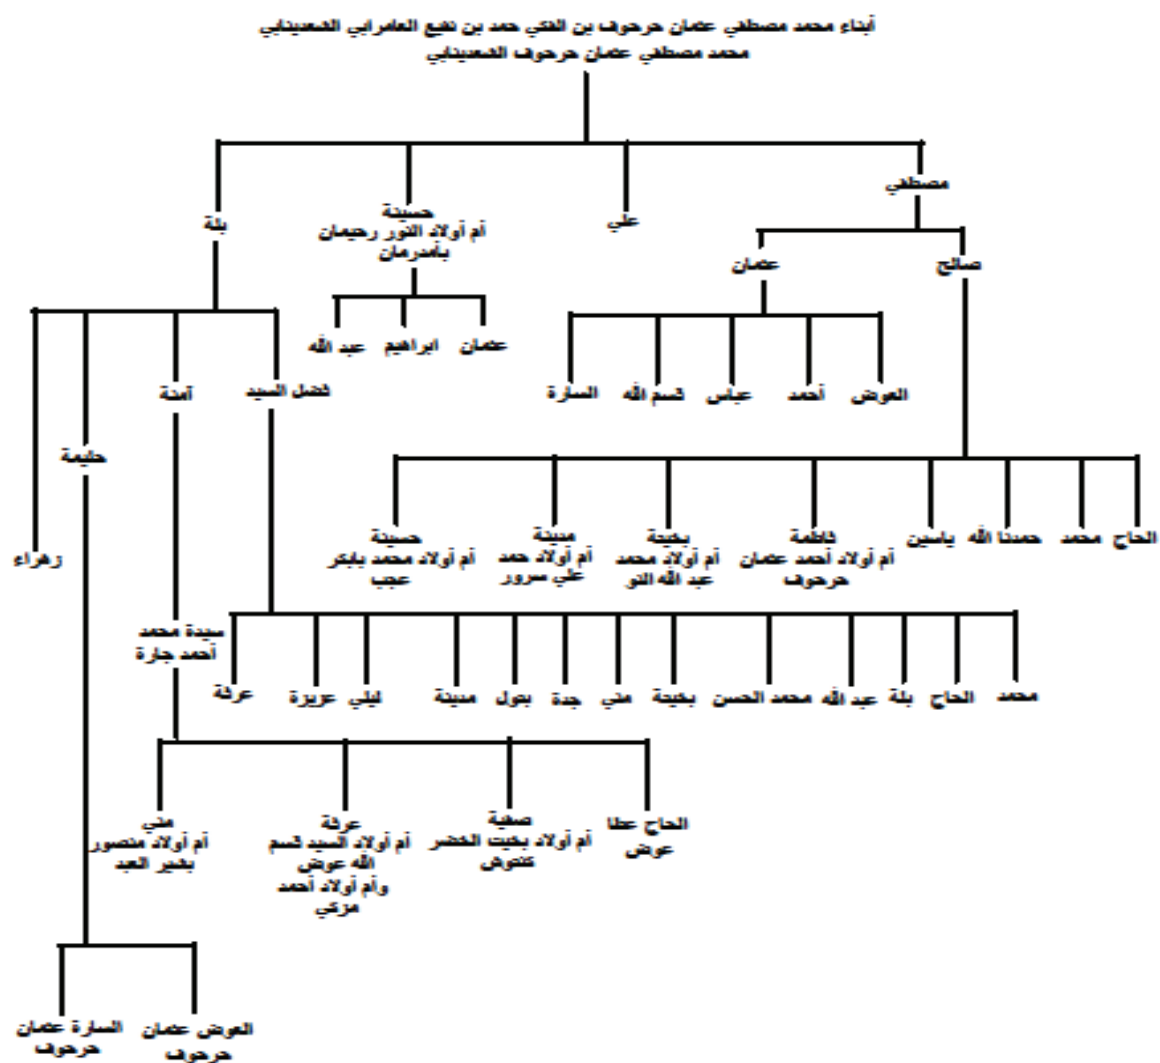 أبناء محمد مصطفي عثمان حرحوف بن الفكي حمد بن نفيع العامرابي الشعدينابي
محمد مصطفي عثمان حرحوف الشعدينابي
مصطفي
علي
حسينة
أم أولاد النور رحيمان
بأمدرمان
بلة
صالح
عثمان
عثمان
ابراهيم
عبد الله
العوض
أحمد
عباس
قسم الله
السارة
فضل السيد
آمنة
حليمة
زهراء
الحاج
محمد
حمدنا الله
ياسين
فاطمة
أم أولاد أحمد عثمان
حرحوف
بخيتة
أم أولاد محمد
عبد الله النو
مدينة
أم أولاد حمد
علي سرور
حسينة
أم أولاد محمد بابكر
عجب
سيدة محمد
أحمد جارة
محمد
الحاج
بلة
عبد الله
محمد الحسن
بخيتة
مني
جدة
بتول
مدينة
ليلي
عزيزة
عرفة
الحاج عطا
عوض
صفية
أم أولاد بخيت الخضر
كنتوش
عرفة
أم أولاد السيد قسم
الله عوض
وأم أولاد أحمد
مزكي
مني
أم أولاد منصور
بشير العبد
العوض عثمان
حرحوف
السارة عثمان
حرحوف